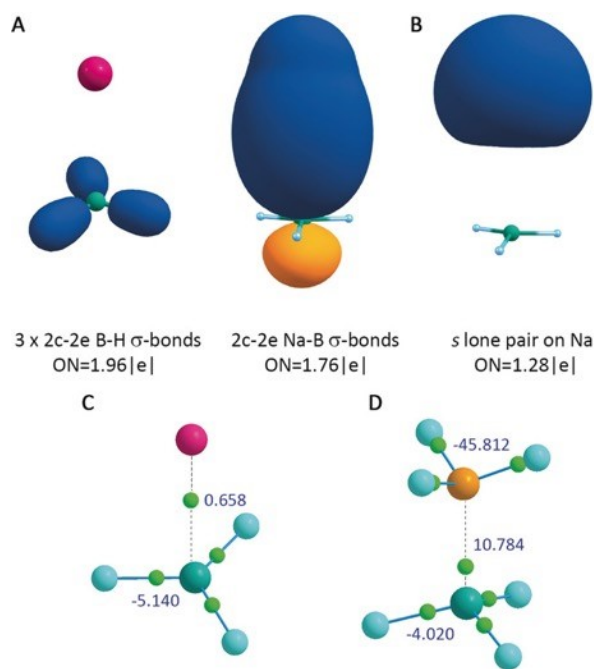 A
B
3 x 2c-2e B-H σ-bonds
ON=1.96|e|
2c-2e Na-B σ-bonds
ON=1.76|e|
s lone pair on Na
ON=1.28|e|
C
D
0.658
-5.140
-45.812
10.784
-4.020